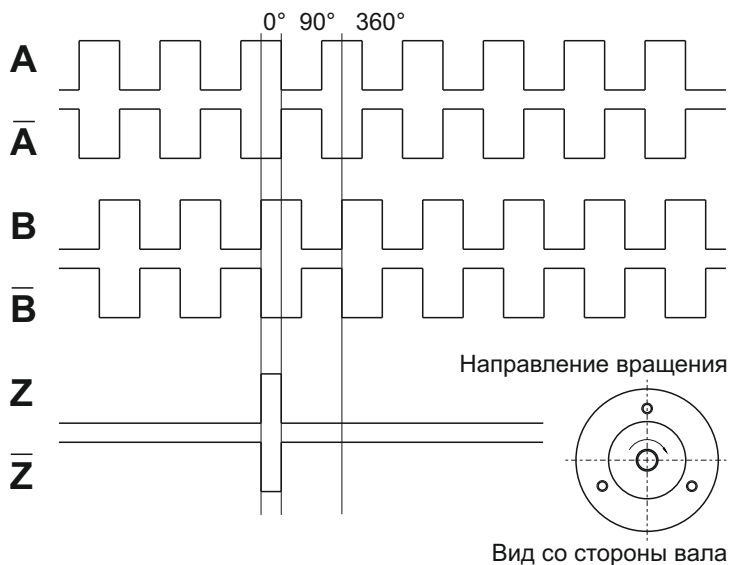 0° 90° 360°
A
A̅
B
B̅
Z
Z̅
Направление вращения
Вид со стороны вала